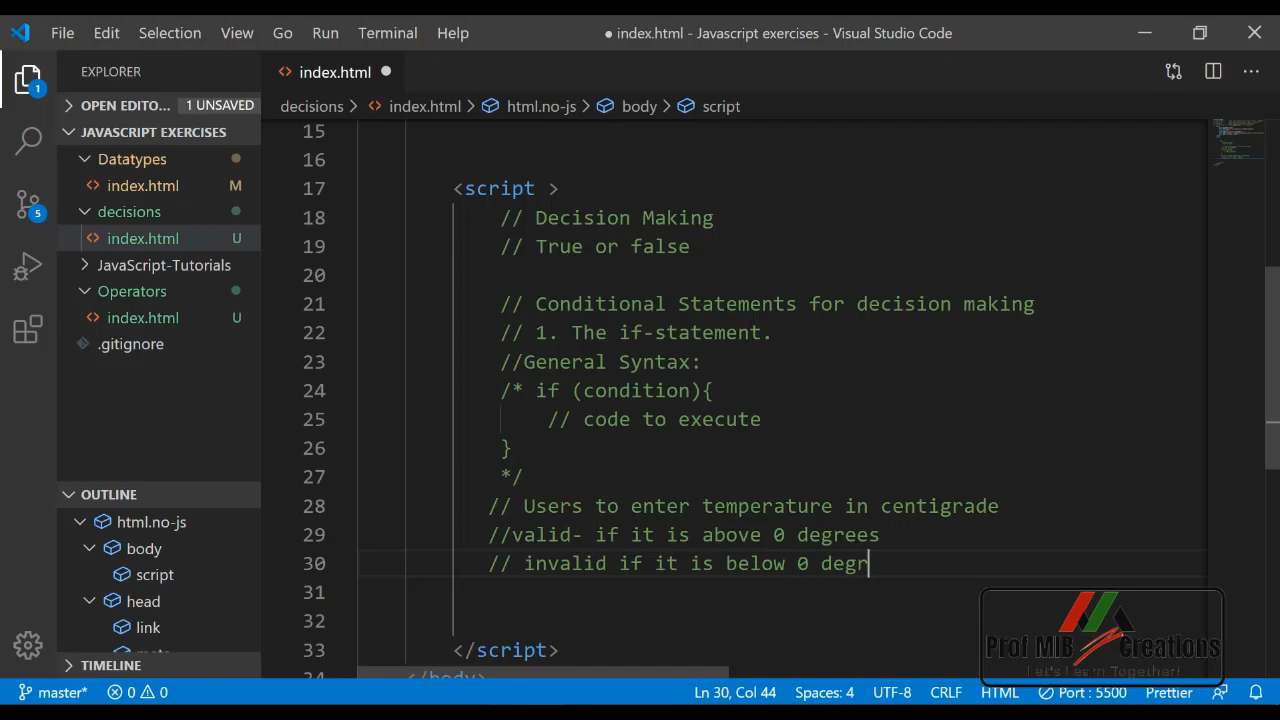 File Edit Selection View Go Run Terminal Help ● index.html - Javascript exercises - Visual Studio Code
EXPLORER
index.html
OPEN EDITO... 1 UNSAVED
decisions > index.html > html.no-js > body > script
JAVASCRIPT EXERCISES
Datatypes
index.html M
decisions
index.html U
JavaScript-Tutorials
Operators
index.html U
.gitignore
OUTLINE
html.no-js
body
script
head
link
TIMELINE
15
16
17 <script >
18 // Decision Making
19 // True or false
20
21 // Conditional Statements for decision making
22 // 1. The if-statement.
23 //General Syntax:
24 /* if (condition){
25 // code to execute
26 }
27 */
28 // Users to enter temperature in centigrade
29 //valid- if it is above 0 degrees
30 // invalid if it is below 0 degr
31
32
33 </script>
</body>
1
5
Prof MIB Creations
Let's Learn Together!
master* 0 0 Ln 30, Col 44 Spaces: 4 UTF-8 CRLF HTML Port : 5500 Prettier